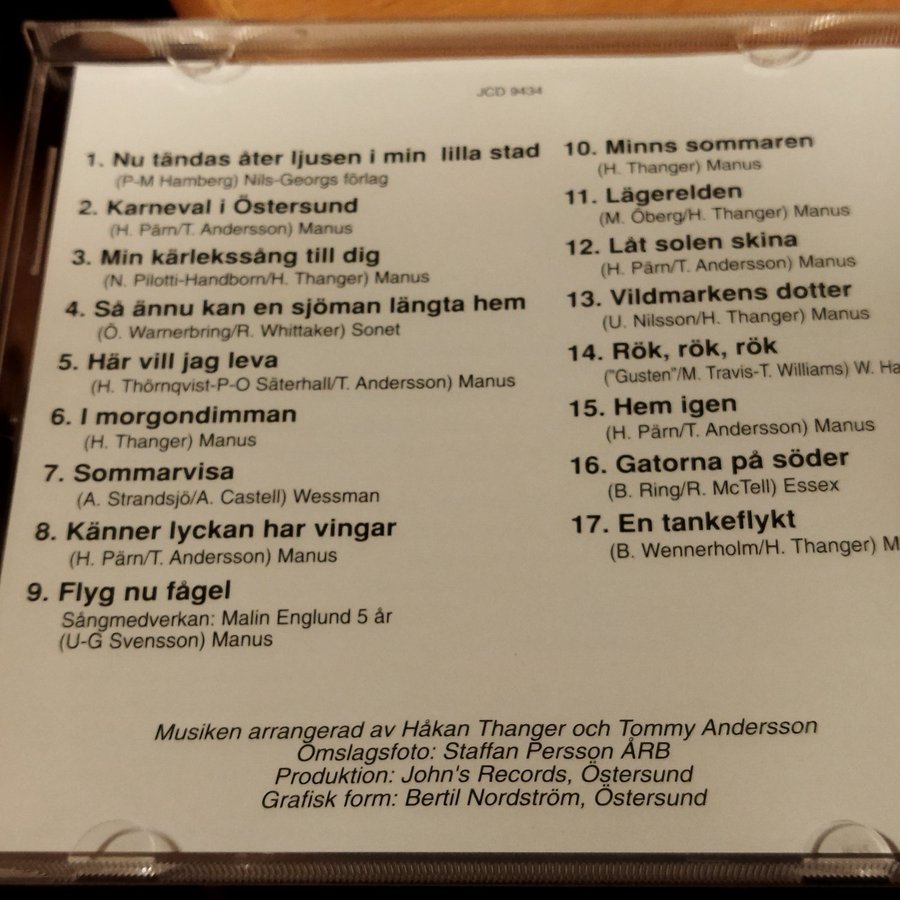 JCD 9434
1. Nu tändas åter ljusen i min lilla stad
(P-M Hamberg) Nils-Georgs förlag
2. Karneval i Östersund
(H. Pärn/T. Andersson) Manus
3. Min kärlekssång till dig
(N. Pilotti-Handborn/H. Thanger) Manus
4. Så ännu kan en sjöman längta hem
(Ö. Warnerbring/R. Whittaker) Sonet
5. Här vill jag leva
(H. Thörnqvist-P-O Säterhall/T. Andersson) Manus
6. I morgondimman
(H. Thanger) Manus
7. Sommarvisa
(A. Strandsjö/A. Castell) Wessman
8. Känner lyckan har vingar
(H. Pärn/T. Andersson) Manus
9. Flyg nu fågel
Sångmedverkan: Malin Englund 5 år
(U-G Svensson) Manus
10. Minns sommaren
(H. Thanger) Manus
11. Lägerelden
(M. Öberg/H. Thanger) Manus
12. Låt solen skina
(H. Pärn/T. Andersson) Manus
13. Vildmarkens dotter
(U. Nilsson/H. Thanger) Manus
14. Rök, rök, rök
("Gusten"/M. Travis-T. Williams) W.
15. Hem igen
(H. Pärn/T. Andersson) Manus
16. Gatorna på söder
(B. Ring/R. McTell) Essex
17. En tankeflykt
(B. Wennerholm/H. Thanger)
Musiken arrangerad av Håkan Thanger och Tommy Andersson
Omslagsfoto: Staffan Persson ÅRB
Produktion: John's Records, Östersund
Grafisk form: Bertil Nordström, Östersund